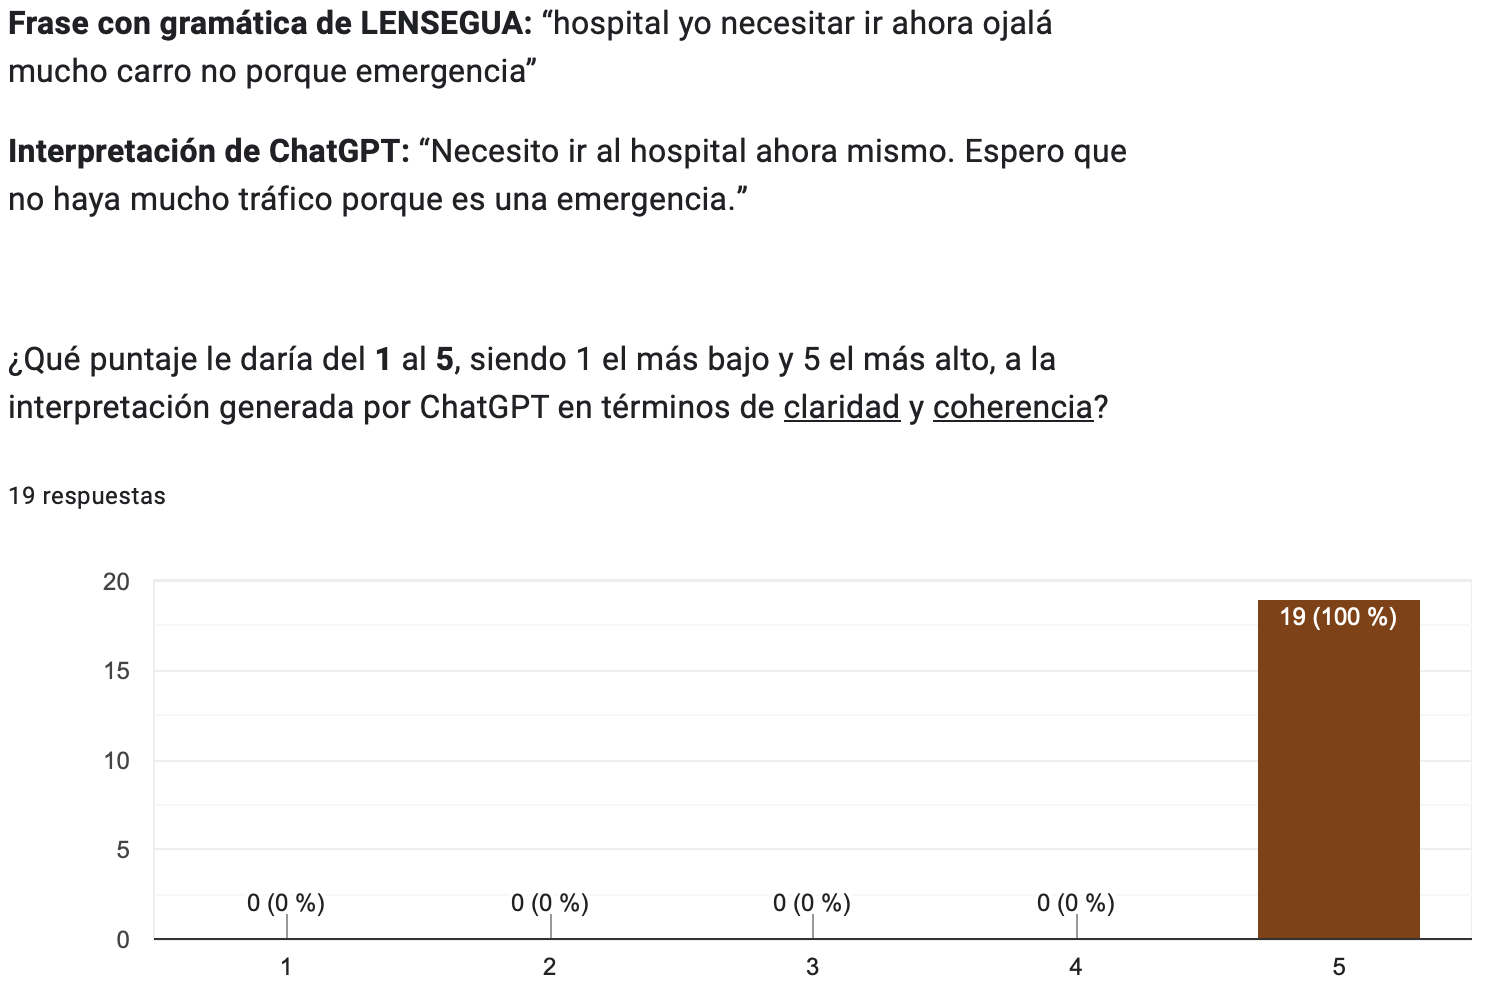 Frase con gramática de LENSEGUA: “hospital yo necesitar ir ahora ojalá
mucho carro no porque emergencia”
Interpretación de ChatGPT: “Necesito ir al hospital ahora mismo. Espero que
no haya mucho tráfico porque es una emergencia.”
¿Qué puntaje le daría del 1 al 5, siendo 1 el más bajo y 5 el más alto, a la
interpretación generada por ChatGPT en términos de claridad y coherencia?
19 respuestas
20
19 (100 %)
15
10
5
0 (0 %) 0 (0 %) 0 (0 %) 0 (0 %)
0
1 2 3 4 5